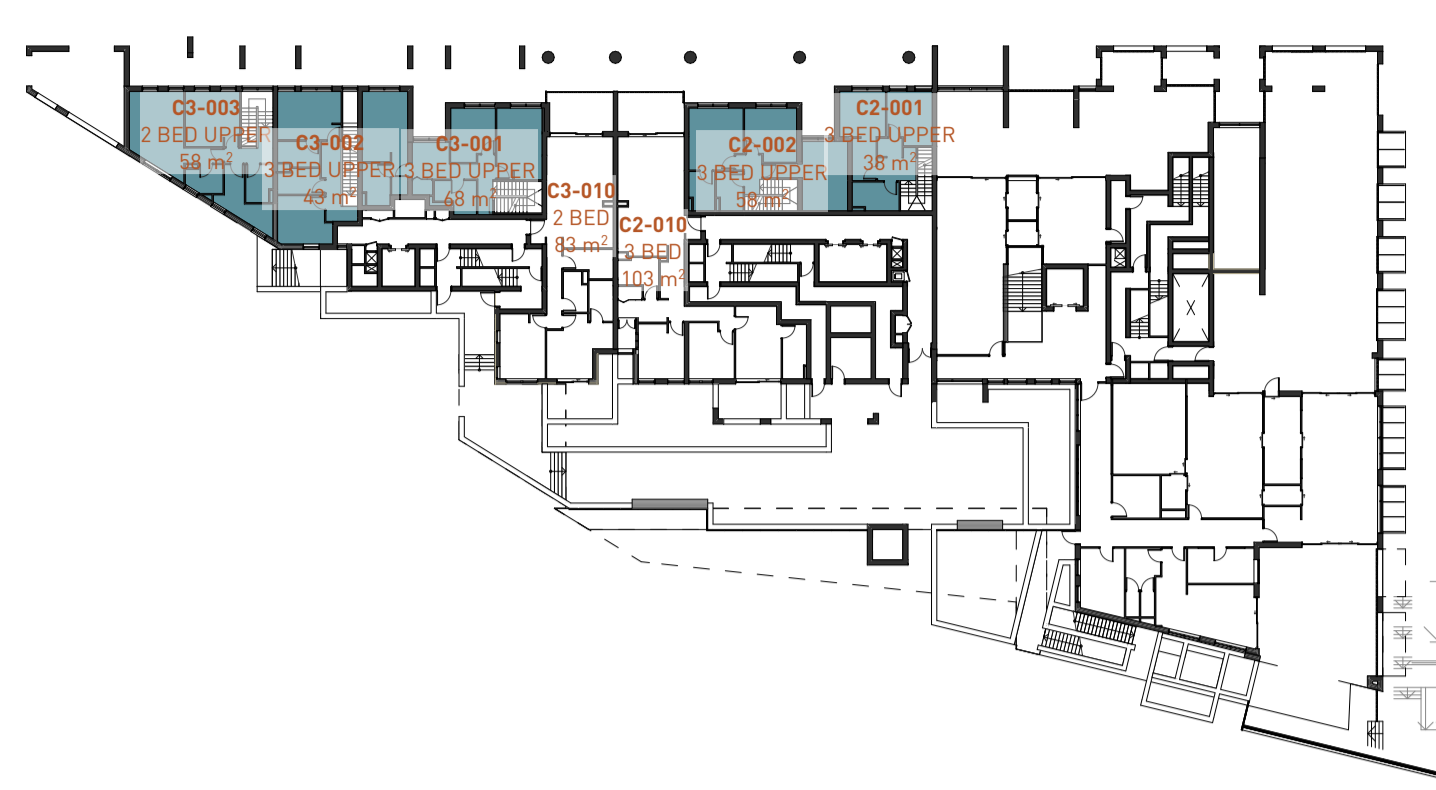 C3-003
2 BED UPPER
58 m²
C3-002
3 BED UPPER
43 m²
C3-001
3 BED UPPER
68 m²
C3-010
2 BED
83 m²
C2-010
3 BED
103 m²
C2-002
3 BED UPPER
58 m²
C2-001
3 BED UPPER
38 m²